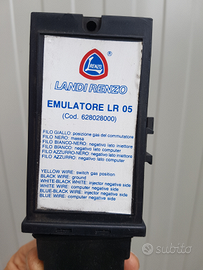 RENZO
LANDI RENZO
EMULATORE LR 05
(Cod. 628028000)
FILO GIALLO: posizione gas del commutatore
FILO NERO: massa
FILO BIANCO-NERO: negativo lato iniettore
FILO BIANCO: negativo lato computer
FILO AZZURRO-NERO: negativo lato iniettore
FILO AZZURRO: negativo lato computer
YELLOW WIRE: switch gas position
BLACK WIRE: ground
WHITE-BLACK WHITE: injector negative side
WHITE WIRE: computer negative side
BLUE-BLACK WIRE: injector negative side
BLUE WIRE: computer negative side
subito